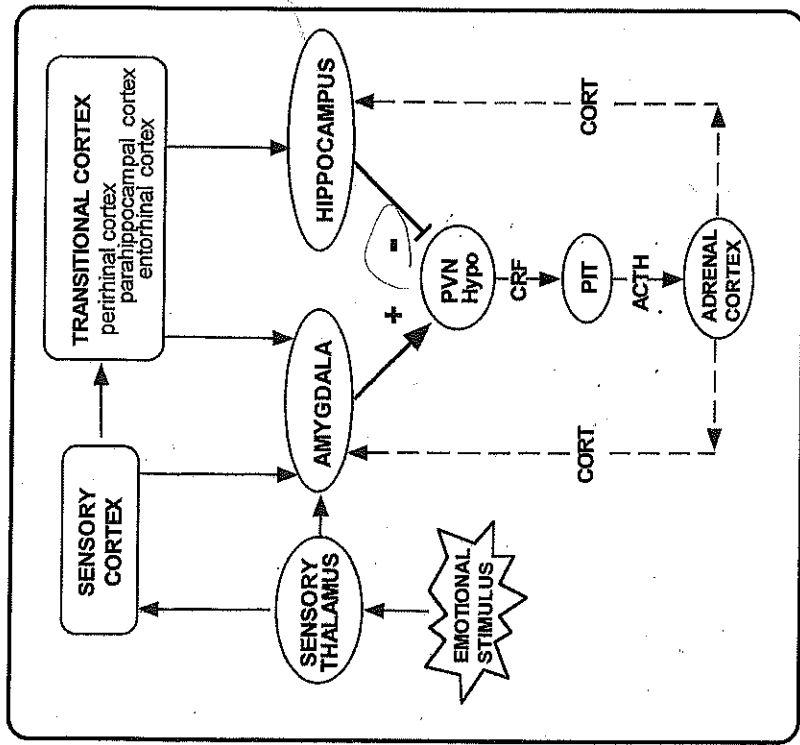 SENSORY
CORTEX
TRANSITIONAL CORTEX
perirhinal cortex
parahippocampal cortex
entorhinal cortex
SENSORY
THALAMUS
AMYGDALA
HIPPOCAMPUS
EMOTIONAL
STIMULUS
+
-
PVN
Hypo
CRF
PIT
ACTH
ADRENAL
CORTEX
CORT
CORT